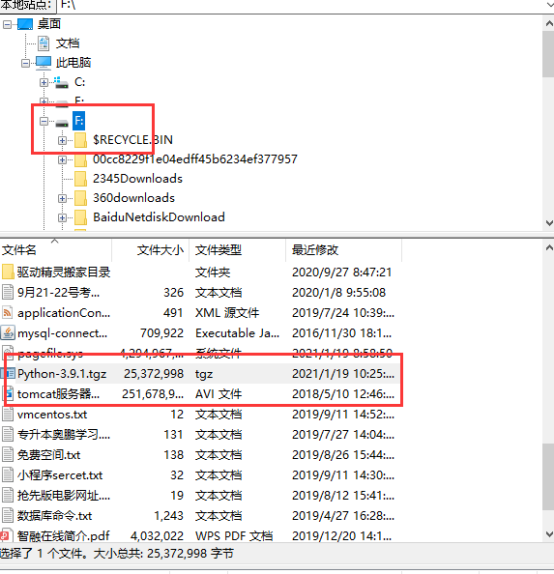 本地站点: F:\
桌面
文档
此电脑
C:
F:
$RECYCLE.BIN
00cc8229f1e04edff45b6234ef377957
2345Downloads
360downloads
BaiduNetdiskDownload
文件名 文件大小 文件类型 最近修改
驱动精灵搬家目录 文件夹 2020/9/27 8:47:21
9月21-22号考... 326 文本文档 2020/1/8 9:55:08
applicationCon... 491 XML 源文件 2019/7/24 10:39:...
mysql-connect... 709,922 Executable Ja... 2016/11/30 18:1...
pagefile.sys 4,294,967... 系统文件 2021/1/19 8:58:50
Python-3.9.1.tgz 25,372,998 tgz 2021/1/19 10:25:...
tomcat服务器... 251,678,9... AVI 文件 2018/5/10 12:46:...
vmcentos.txt 12 文本文档 2019/9/11 14:52:...
专升本奥鹏学习.... 131 文本文档 2019/7/27 14:04:...
免费空间.txt 138 文本文档 2019/8/26 15:44:...
小程序sercet.txt 32 文本文档 2019/9/11 14:30:...
抢先版电影网址.... 19 文本文档 2019/8/12 15:41:...
数据库命令.txt 1,243 文本文档 2019/4/27 16:28:...
智融在线简介.pdf 4,032,022 WPS PDF 文档 2019/12/20 14:1...
选择了 1 个文件。大小总共: 25,372,998 字节